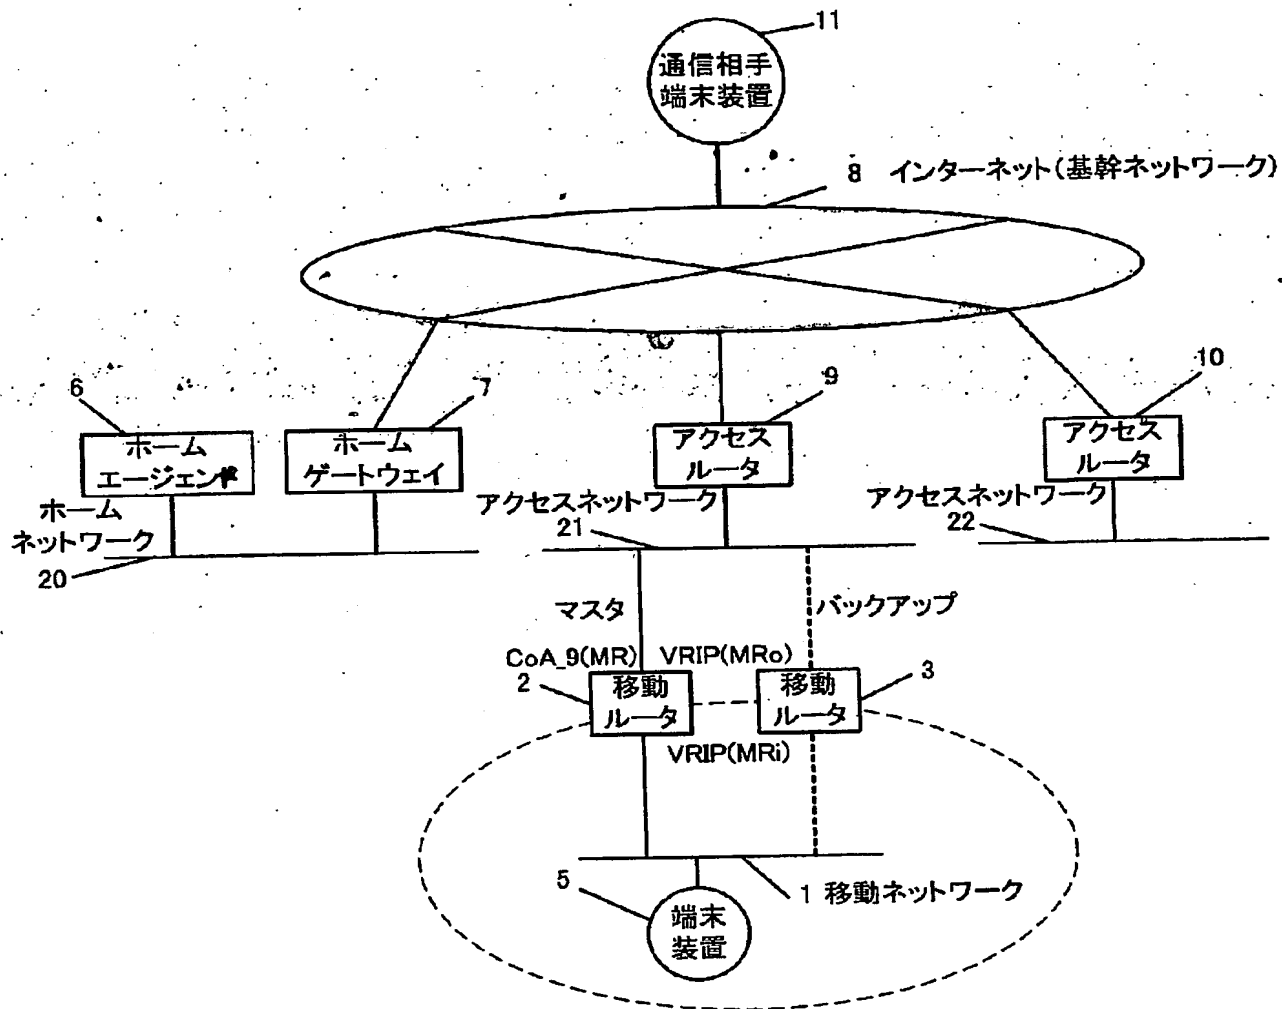 11
通信相手
端末装置
8 インターネット(基幹ネットワーク)
6
7
9
10
ホーム
エージェント
ホーム
ゲートウェイ
アクセス
ルータ
アクセス
ルータ
ホーム
ネットワーク
20
アクセスネットワーク
21
アクセスネットワーク
22
マスタ
バックアップ
CoA_9(MR)
VRIP(MRo)
2
移動
ルータ
移動
ルータ
3
VRIP(MRi)
5
端末
装置
1 移動ネットワーク